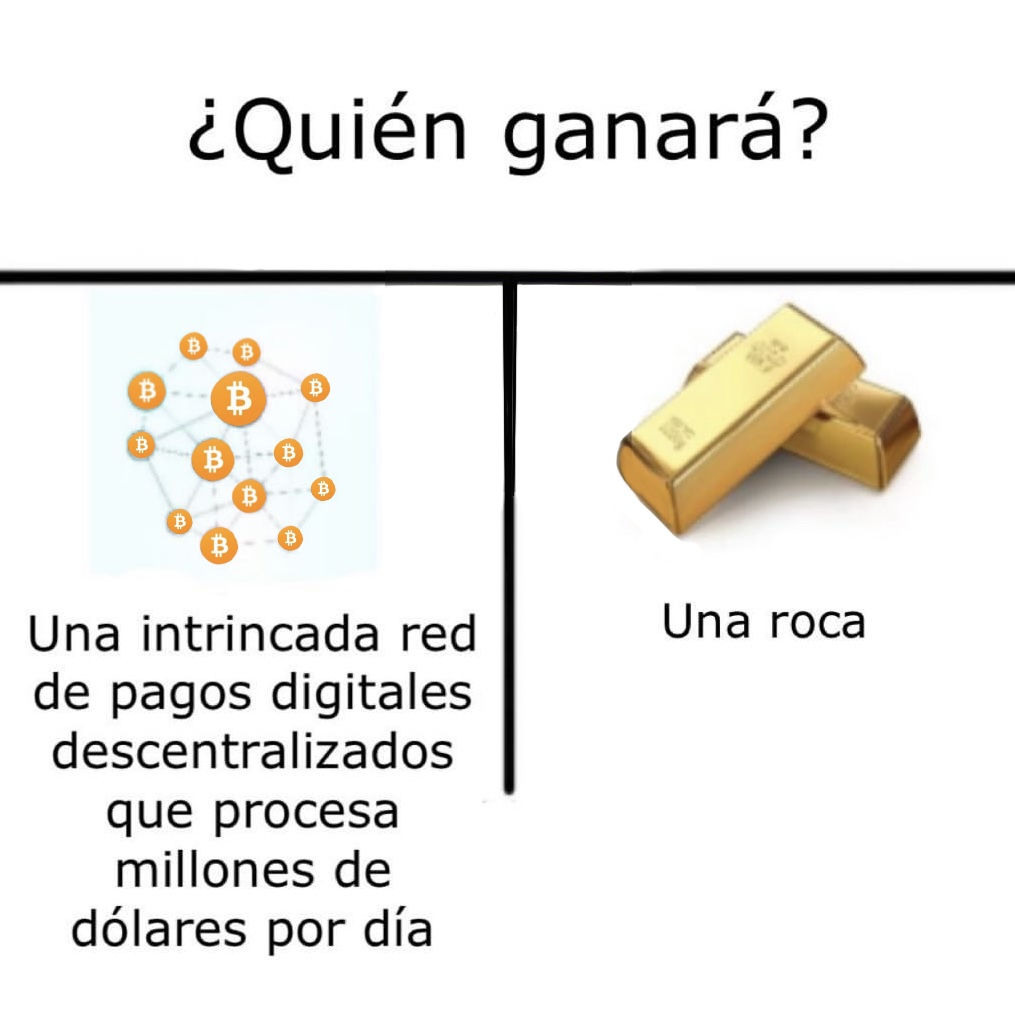 ¿Quién ganará?
Una intrincada red
de pagos digitales
descentralizados
que procesa
millones de
dólares por día
Una roca